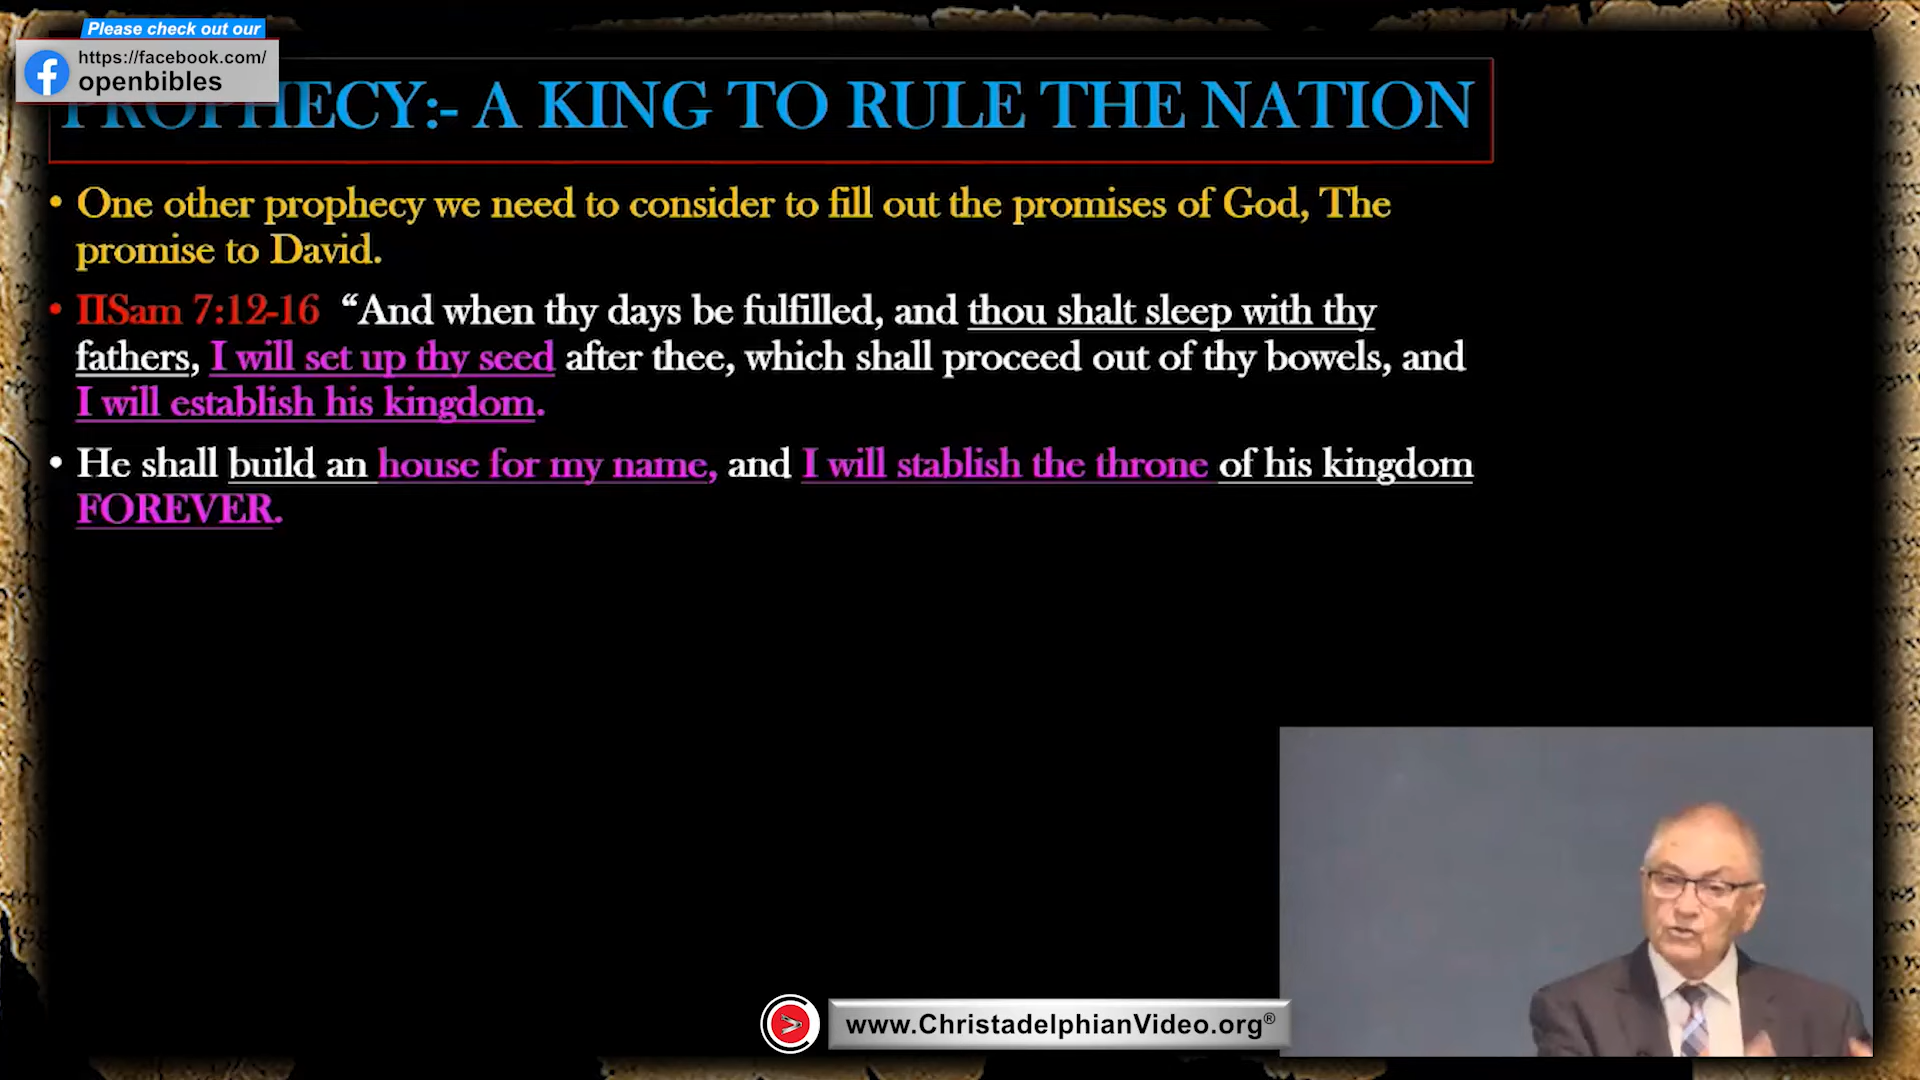 Please check out our
https://facebook.com/
openbibles
PROPHECY:- A KING TO RULE THE NATION
• One other prophecy we need to consider to fill out the promises of God, The
promise to David.
• IISam 7:12-16 “And when thy days be fulfilled, and thou shalt sleep with thy
fathers, I will set up thy seed after thee, which shall proceed out of thy bowels, and
I will establish his kingdom.
• He shall build an house for my name, and I will stablish the throne of his kingdom
FOREVER.
www.ChristadelphianVideo.org®